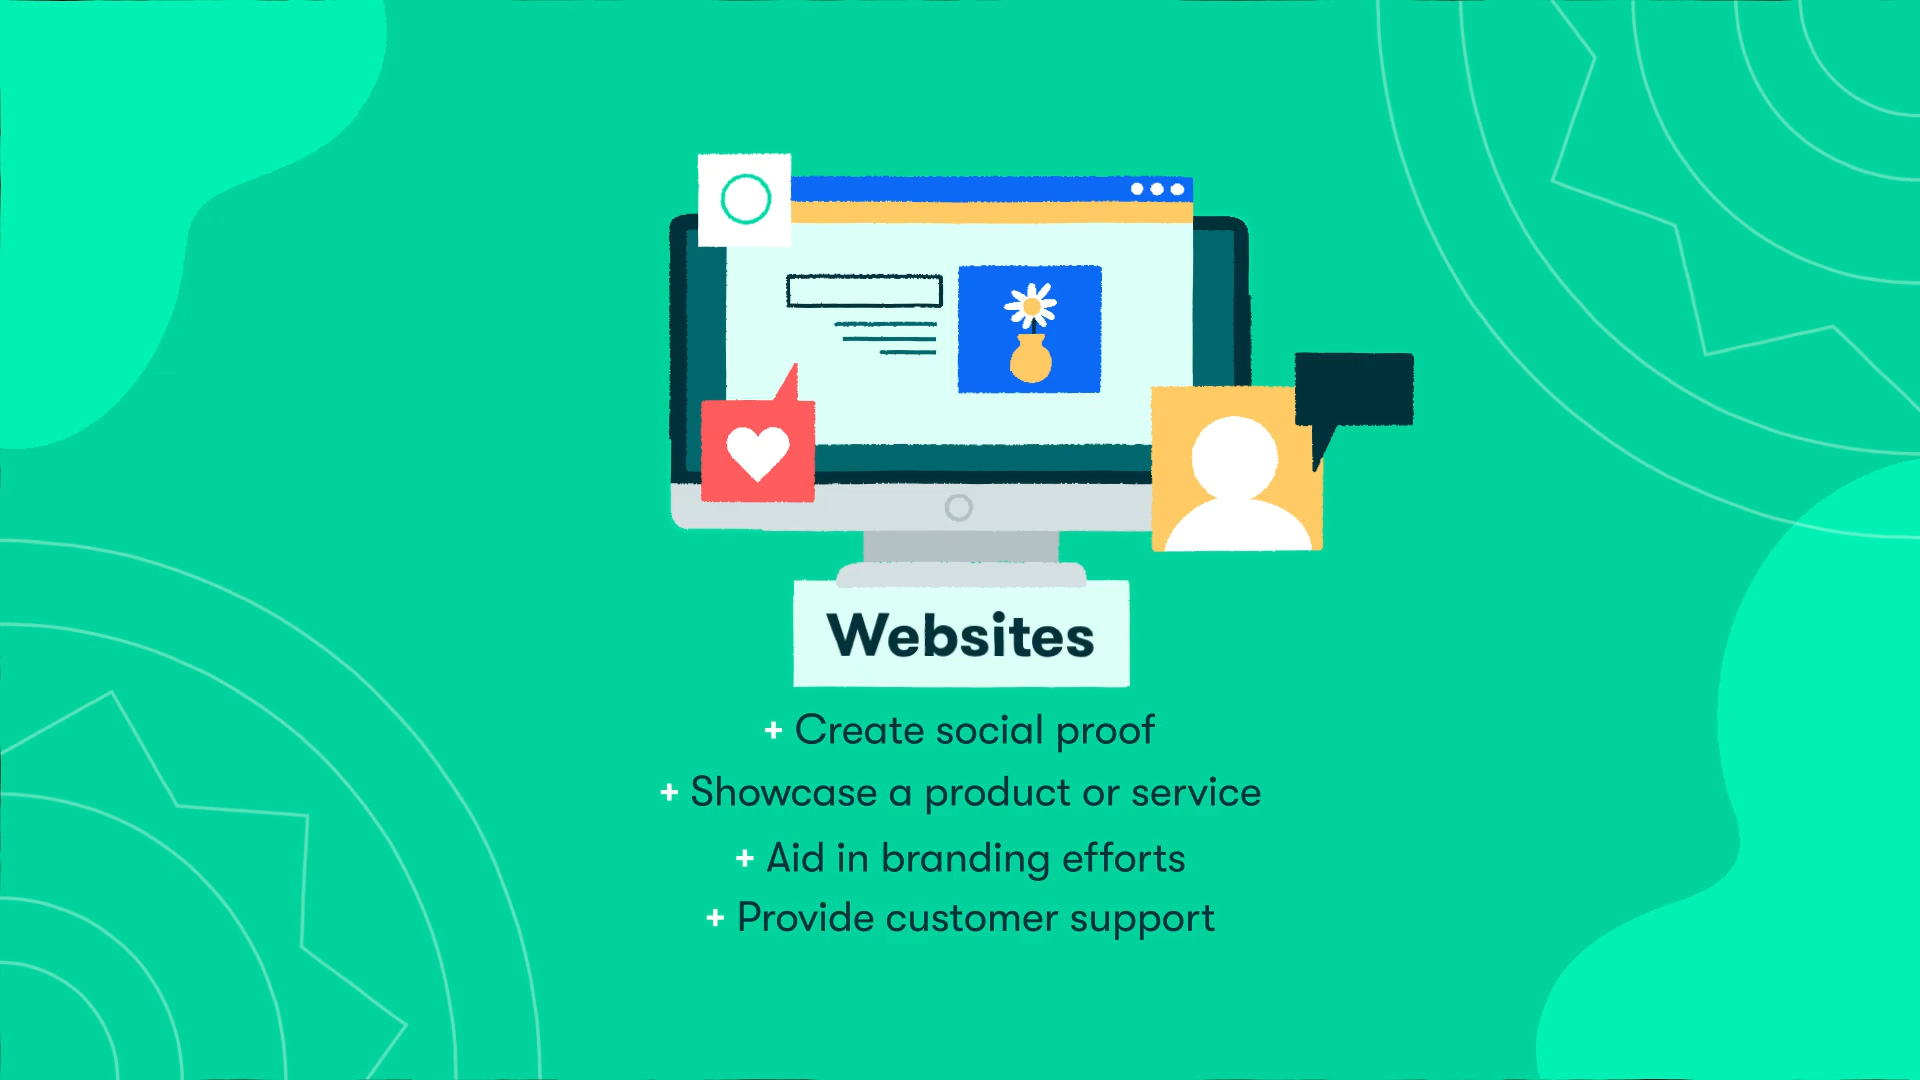 Websites
+ Create social proof
+ Showcase a product or service
+ Aid in branding efforts
+ Provide customer support